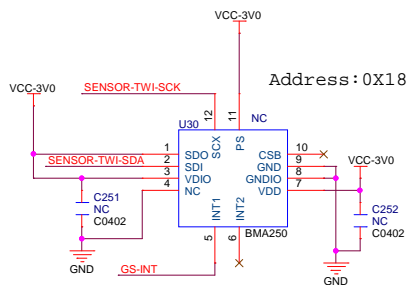 VCC-3V0
Address:0X18
VCC-3V0
SENSOR-TWI-SCK
12
11
NC
U30
SCX
PS
1
SDO
CSB
10
SENSOR-TWI-SDA
2
SDI
GND
9
VCC-3V0
3
VDIO
GNDIO
8
4
NC
VDD
7
C251
NC
C0402
INT1
INT2
C252
NC
C0402
5
6
BMA250
GND
GS-INT
GND